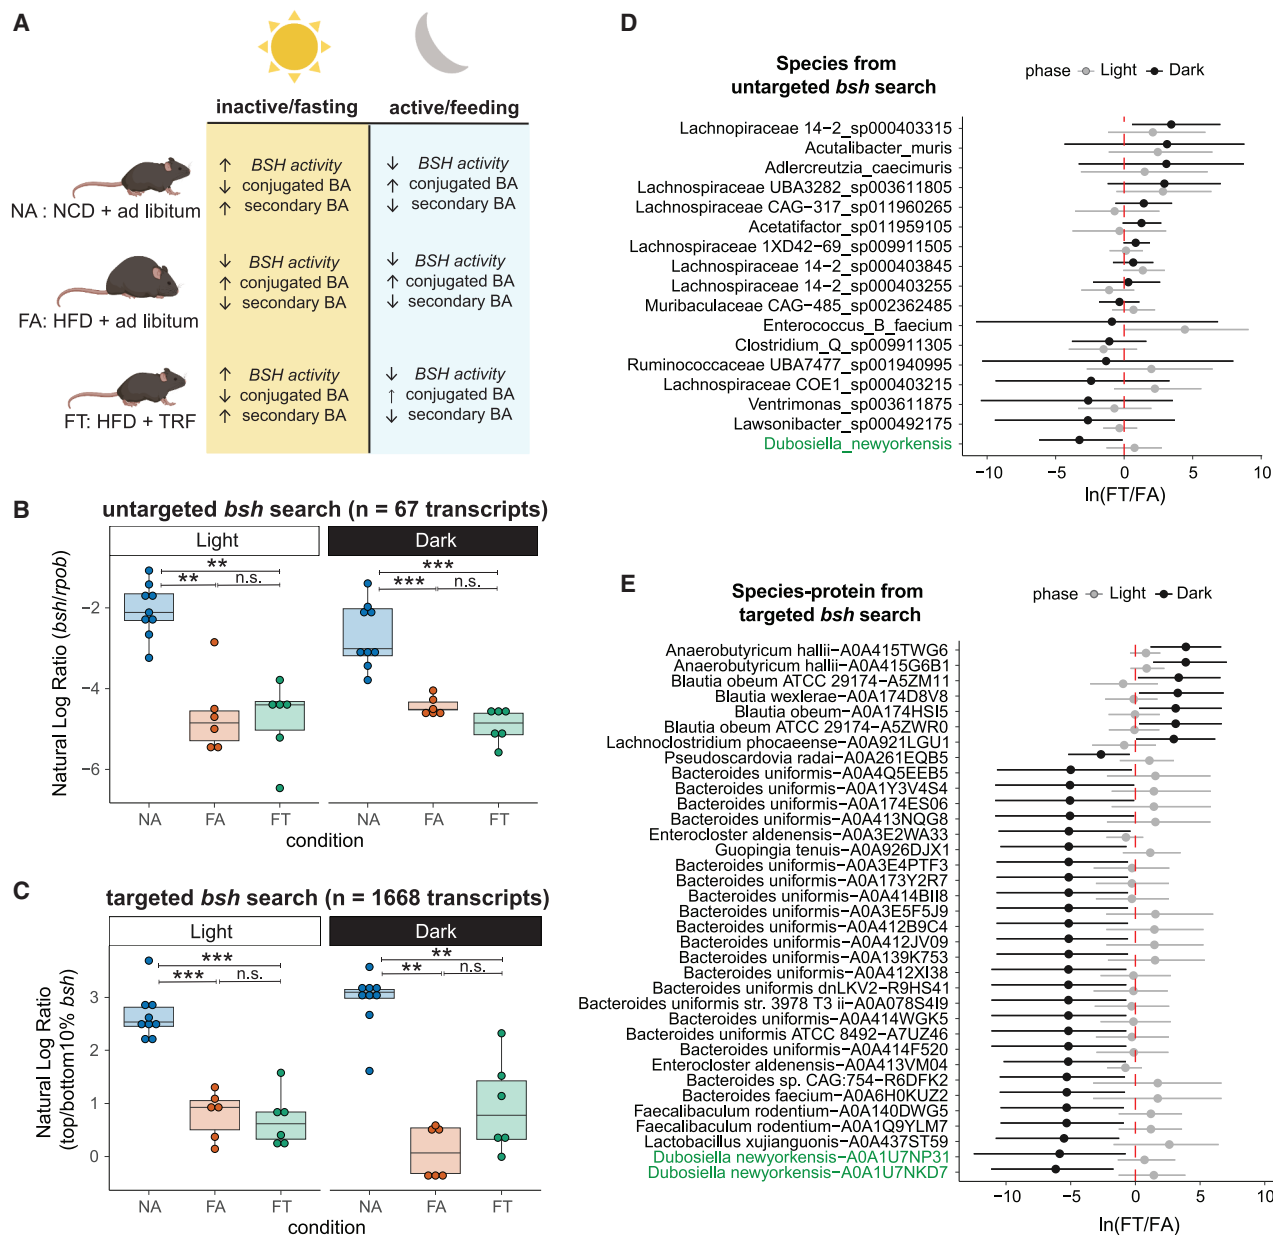 A
inactive/fasting
active/feeding
NA : NCD + ad libitum
↑ BSH activity
↓ conjugated BA
↑ secondary BA
↓ BSH activity
↑ conjugated BA
↓ secondary BA
FA: HFD + ad libitum
↓ BSH activity
↑ conjugated BA
↓ secondary BA
↓ BSH activity
↑ conjugated BA
↓ secondary BA
FT: HFD + TRF
↑ BSH activity
↓ conjugated BA
↑ secondary BA
↓ BSH activity
↑ conjugated BA
↓ secondary BA
B
untargeted bsh search (n = 67 transcripts)
Light
Dark
**
** n.s.
***
*** n.s.
Natural Log Ratio (bsh/rpob)
−2
−4
−6
NA FA FT
NA FA FT
condition
C
targeted bsh search (n = 1668 transcripts)
Light
Dark
***
*** n.s.
**
** n.s.
Natural Log Ratio
(top/bottom10% bsh)
3
2
1
0
NA FA FT
NA FA FT
condition
D
Species from
untargeted bsh search
phase Light Dark
Lachnopiraceae 14−2_sp000403315
Acutalibacter_muris
Adlercreutzia_caecimuris
Lachnospiraceae UBA3282_sp003611805
Lachnospiraceae CAG−317_sp011960265
Acetatifactor_sp011959105
Lachnospiraceae 1XD42−69_sp009911505
Lachnospiraceae 14−2_sp000403845
Lachnospiraceae 14−2_sp000403255
Muribaculaceae CAG−485_sp002362485
Enterococcus_B_faecium
Clostridium_Q_sp009911305
Ruminococcaceae UBA7477_sp001940995
Lachnospiraceae COE1_sp000403215
Ventrimonas_sp003611875
Lawsonibacter_sp000492175
Dubosiella_newyorkensis
−10 −5 0 5 10
ln(FT/FA)
E
Species−protein from
targeted bsh search
phase Light Dark
Anaerobutyricum hallii−A0A415TWG6
Anaerobutyricum hallii−A0A415G6B1
Blautia obeum ATCC 29174−A5ZM11
Blautia wexlerae−A0A174D8V8
Blautia obeum−A0A174HSI5
Blautia obeum ATCC 29174−A5ZWR0
Lachnoclostridium phocaeense−A0A921LGU1
Pseudoscardovia radai−A0A261EQB5
Bacteroides uniformis−A0A4Q5EEB5
Bacteroides uniformis−A0A1Y3V4S4
Bacteroides uniformis−A0A174ES06
Bacteroides uniformis−A0A413NQG8
Enterocloster aldenensis−A0A3E2WA33
Guopingia tenuis−A0A926DJX1
Bacteroides uniformis−A0A3E4PTF3
Bacteroides uniformis−A0A173Y2R7
Bacteroides uniformis−A0A414BII8
Bacteroides uniformis−A0A3E5F5J9
Bacteroides uniformis−A0A412B9C4
Bacteroides uniformis−A0A412JV09
Bacteroides uniformis−A0A139K753
Bacteroides uniformis−A0A412XI38
Bacteroides uniformis dnLKV2−R9HS41
Bacteroides uniformis str. 3978 T3 ii−A0A078S4I9
Bacteroides uniformis−A0A414WGK5
Bacteroides uniformis ATCC 8492−A7UZ46
Bacteroides uniformis−A0A414F520
Enterocloster aldenensis−A0A413VM04
Bacteroides sp. CAG:754−R6DFK2
Bacteroides faecium−A0A6H0KUZ2
Faecalibaculum rodentium−A0A140DWG5
Faecalibaculum rodentium−A0A1Q9YLM7
Lactobacillus xujianguonis−A0A437ST59
Dubosiella newyorkensis−A0A1U7NP31
Dubosiella newyorkensis−A0A1U7NKD7
−10 −5 0 5 10
ln(FT/FA)